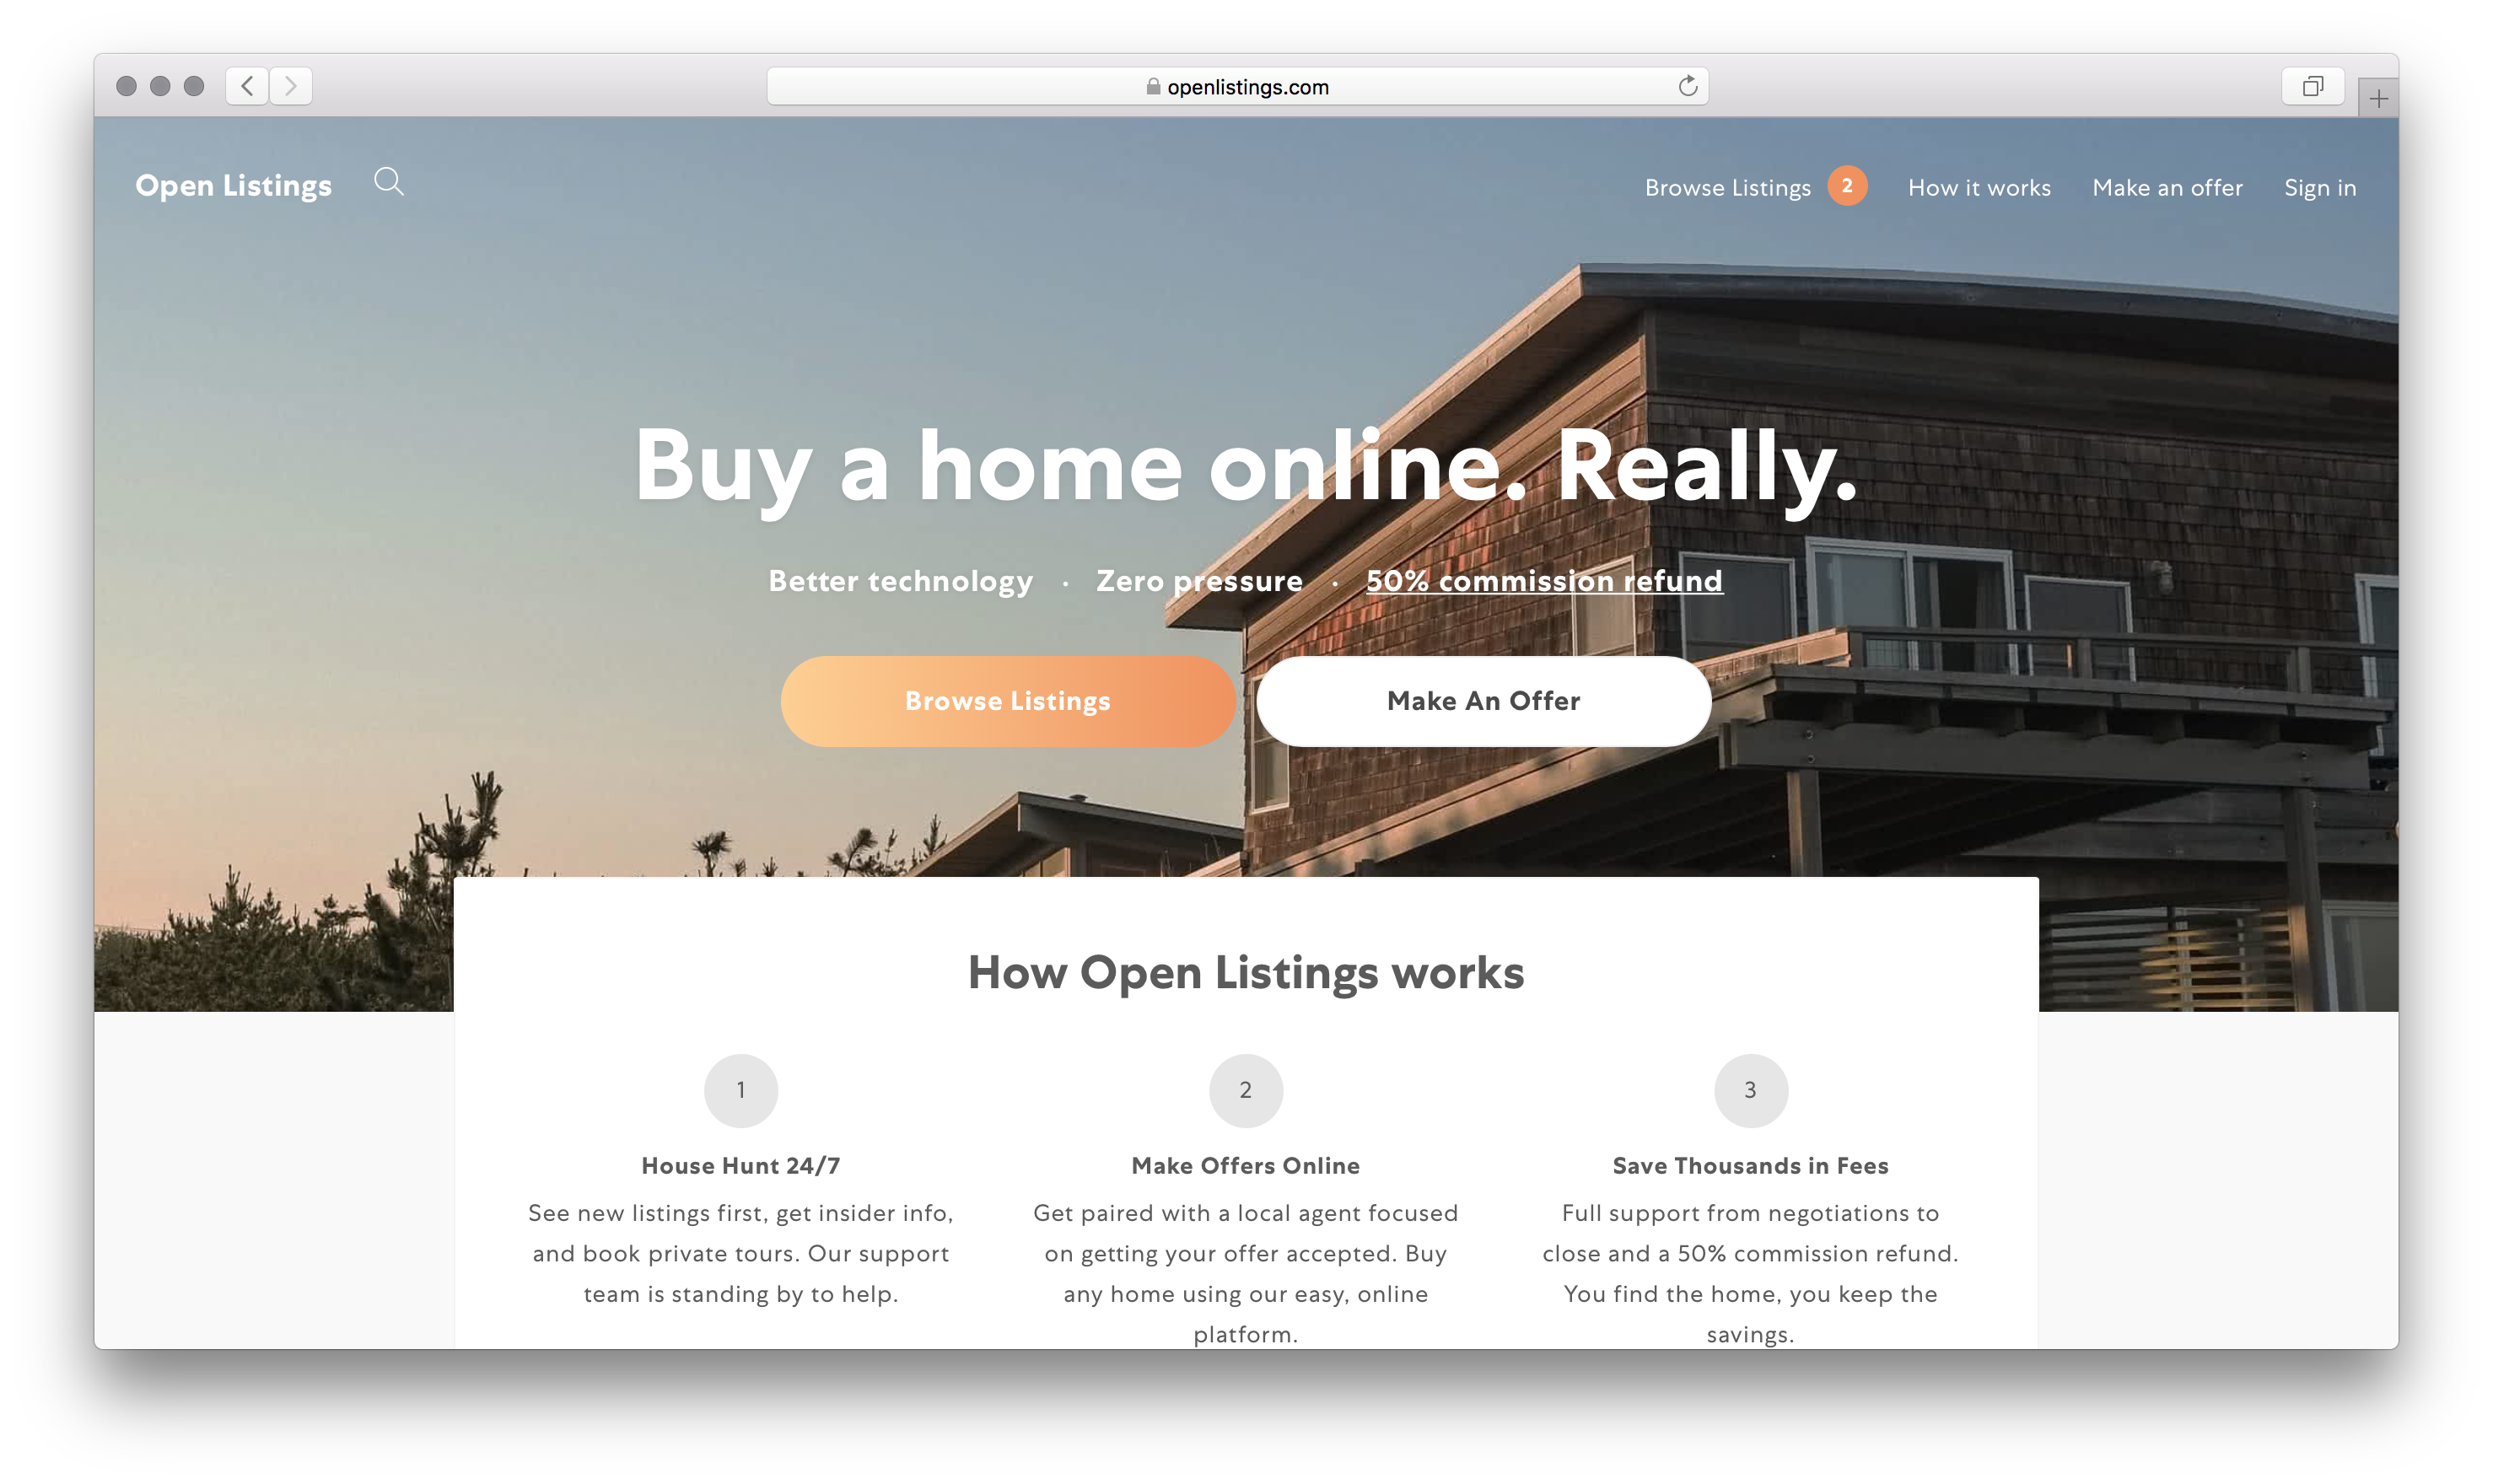 openlistings.com
Open Listings
Browse Listings 2 How it works Make an offer Sign in
Buy a home online. Really.
Better technology · Zero pressure · 50% commission refund
Browse Listings
Make An Offer
How Open Listings works
1
House Hunt 24/7
See new listings first, get insider info,
and book private tours. Our support
team is standing by to help.
2
Make Offers Online
Get paired with a local agent focused
on getting your offer accepted. Buy
any home using our easy, online
platform.
3
Save Thousands in Fees
Full support from negotiations to
close and a 50% commission refund.
You find the home, you keep the
savings.